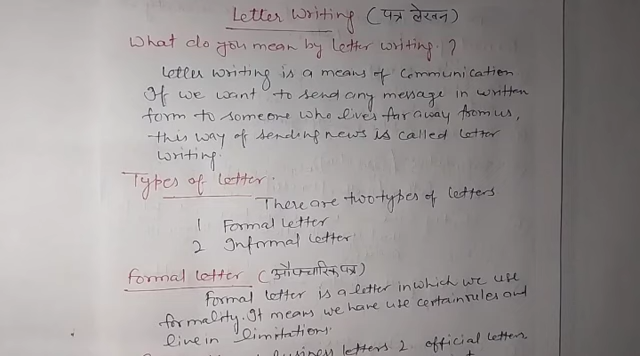 Letter Writing (पत्र लेखन)
What do you mean by letter writing. ?
Letter writing is a means of communication
If we want to send any message in written
form to someone who lives far away from us,
this way of sending news is called letter
writing.
Types of letter.
There are two types of letters
1 Formal letter
2 Informal letter
formal letter (औपचारिक पत्र)
Formal letter is a letter in which we use
formality. It means we have use certain rules and
live in limitations.
business letters 2. official letters